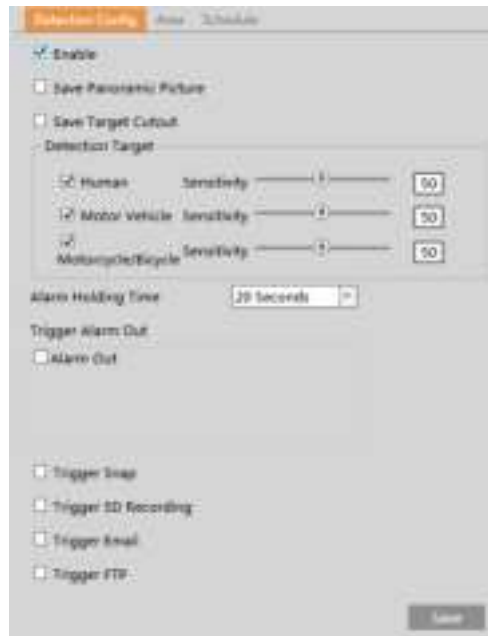 Detection Config Area Schedule
Enable
Save Panoramic Picture
Save Target Cutout
Detection Target
Human Sensitivity 50
Motor Vehicle Sensitivity 50
Motorcycle/Bicycle Sensitivity 50
Alarm Holding Time 20 Seconds
Trigger Alarm Out
Alarm Out
Trigger Snap
Trigger SD Recording
Trigger Email
Trigger FTP
Save